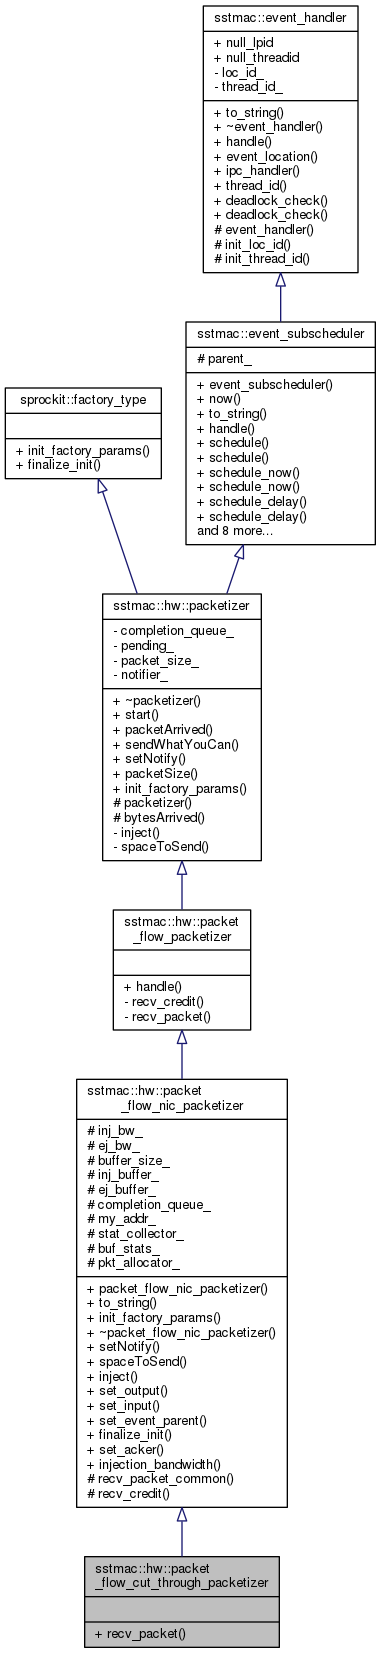 sstmac::event_handler
+ null_lpid
+ null_threadid
- loc_id_
- thread_id_
+ to_string()
+ ~event_handler()
+ handle()
+ event_location()
+ ipc_handler()
+ thread_id()
+ deadlock_check()
+ deadlock_check()
# event_handler()
# init_loc_id()
# init_thread_id()
sstmac::event_subscheduler
# parent_
+ event_subscheduler()
+ now()
+ to_string()
+ handle()
+ schedule()
+ schedule()
+ schedule_now()
+ schedule_now()
+ schedule_delay()
+ schedule_delay()
and 8 more...
sprockit::factory_type
+ init_factory_params()
+ finalize_init()
sstmac::hw::packetizer
- completion_queue_
- pending_
- packet_size_
- notifier_
+ ~packetizer()
+ start()
+ packetArrived()
+ sendWhatYouCan()
+ setNotify()
+ packetSize()
+ init_factory_params()
# packetizer()
# bytesArrived()
- inject()
- spaceToSend()
sstmac::hw::packet
_flow_packetizer
+ handle()
- recv_credit()
- recv_packet()
sstmac::hw::packet
_flow_nic_packetizer
# inj_bw_
# ej_bw_
# buffer_size_
# inj_buffer_
# ej_buffer_
# completion_queue_
# my_addr_
# stat_collector_
# buf_stats_
# pkt_allocator_
+ packet_flow_nic_packetizer()
+ to_string()
+ init_factory_params()
+ ~packet_flow_nic_packetizer()
+ setNotify()
+ spaceToSend()
+ inject()
+ set_output()
+ set_input()
+ set_event_parent()
+ finalize_init()
+ set_acker()
+ injection_bandwidth()
# recv_packet_common()
# recv_credit()
sstmac::hw::packet
_flow_cut_through_packetizer
+ recv_packet()